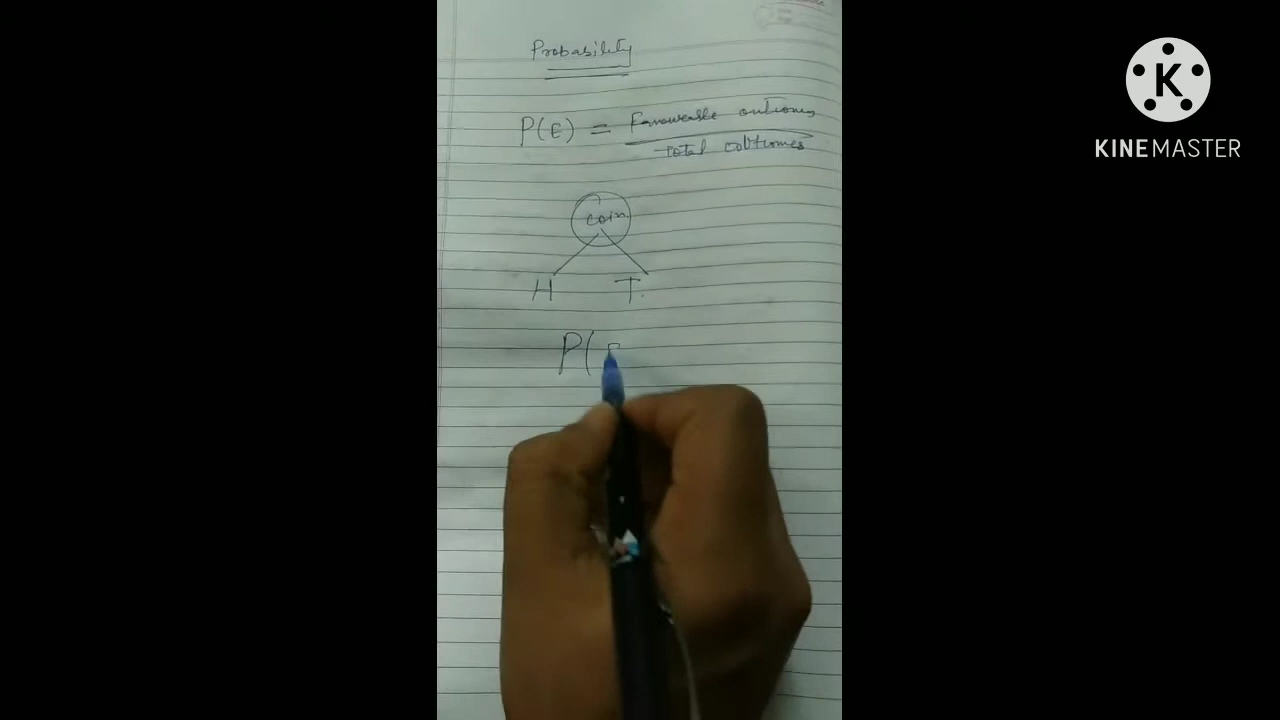 Probability
P(E) = Favourable outcomes
total outcomes
coin
H T.
P(
K
KINEMASTER